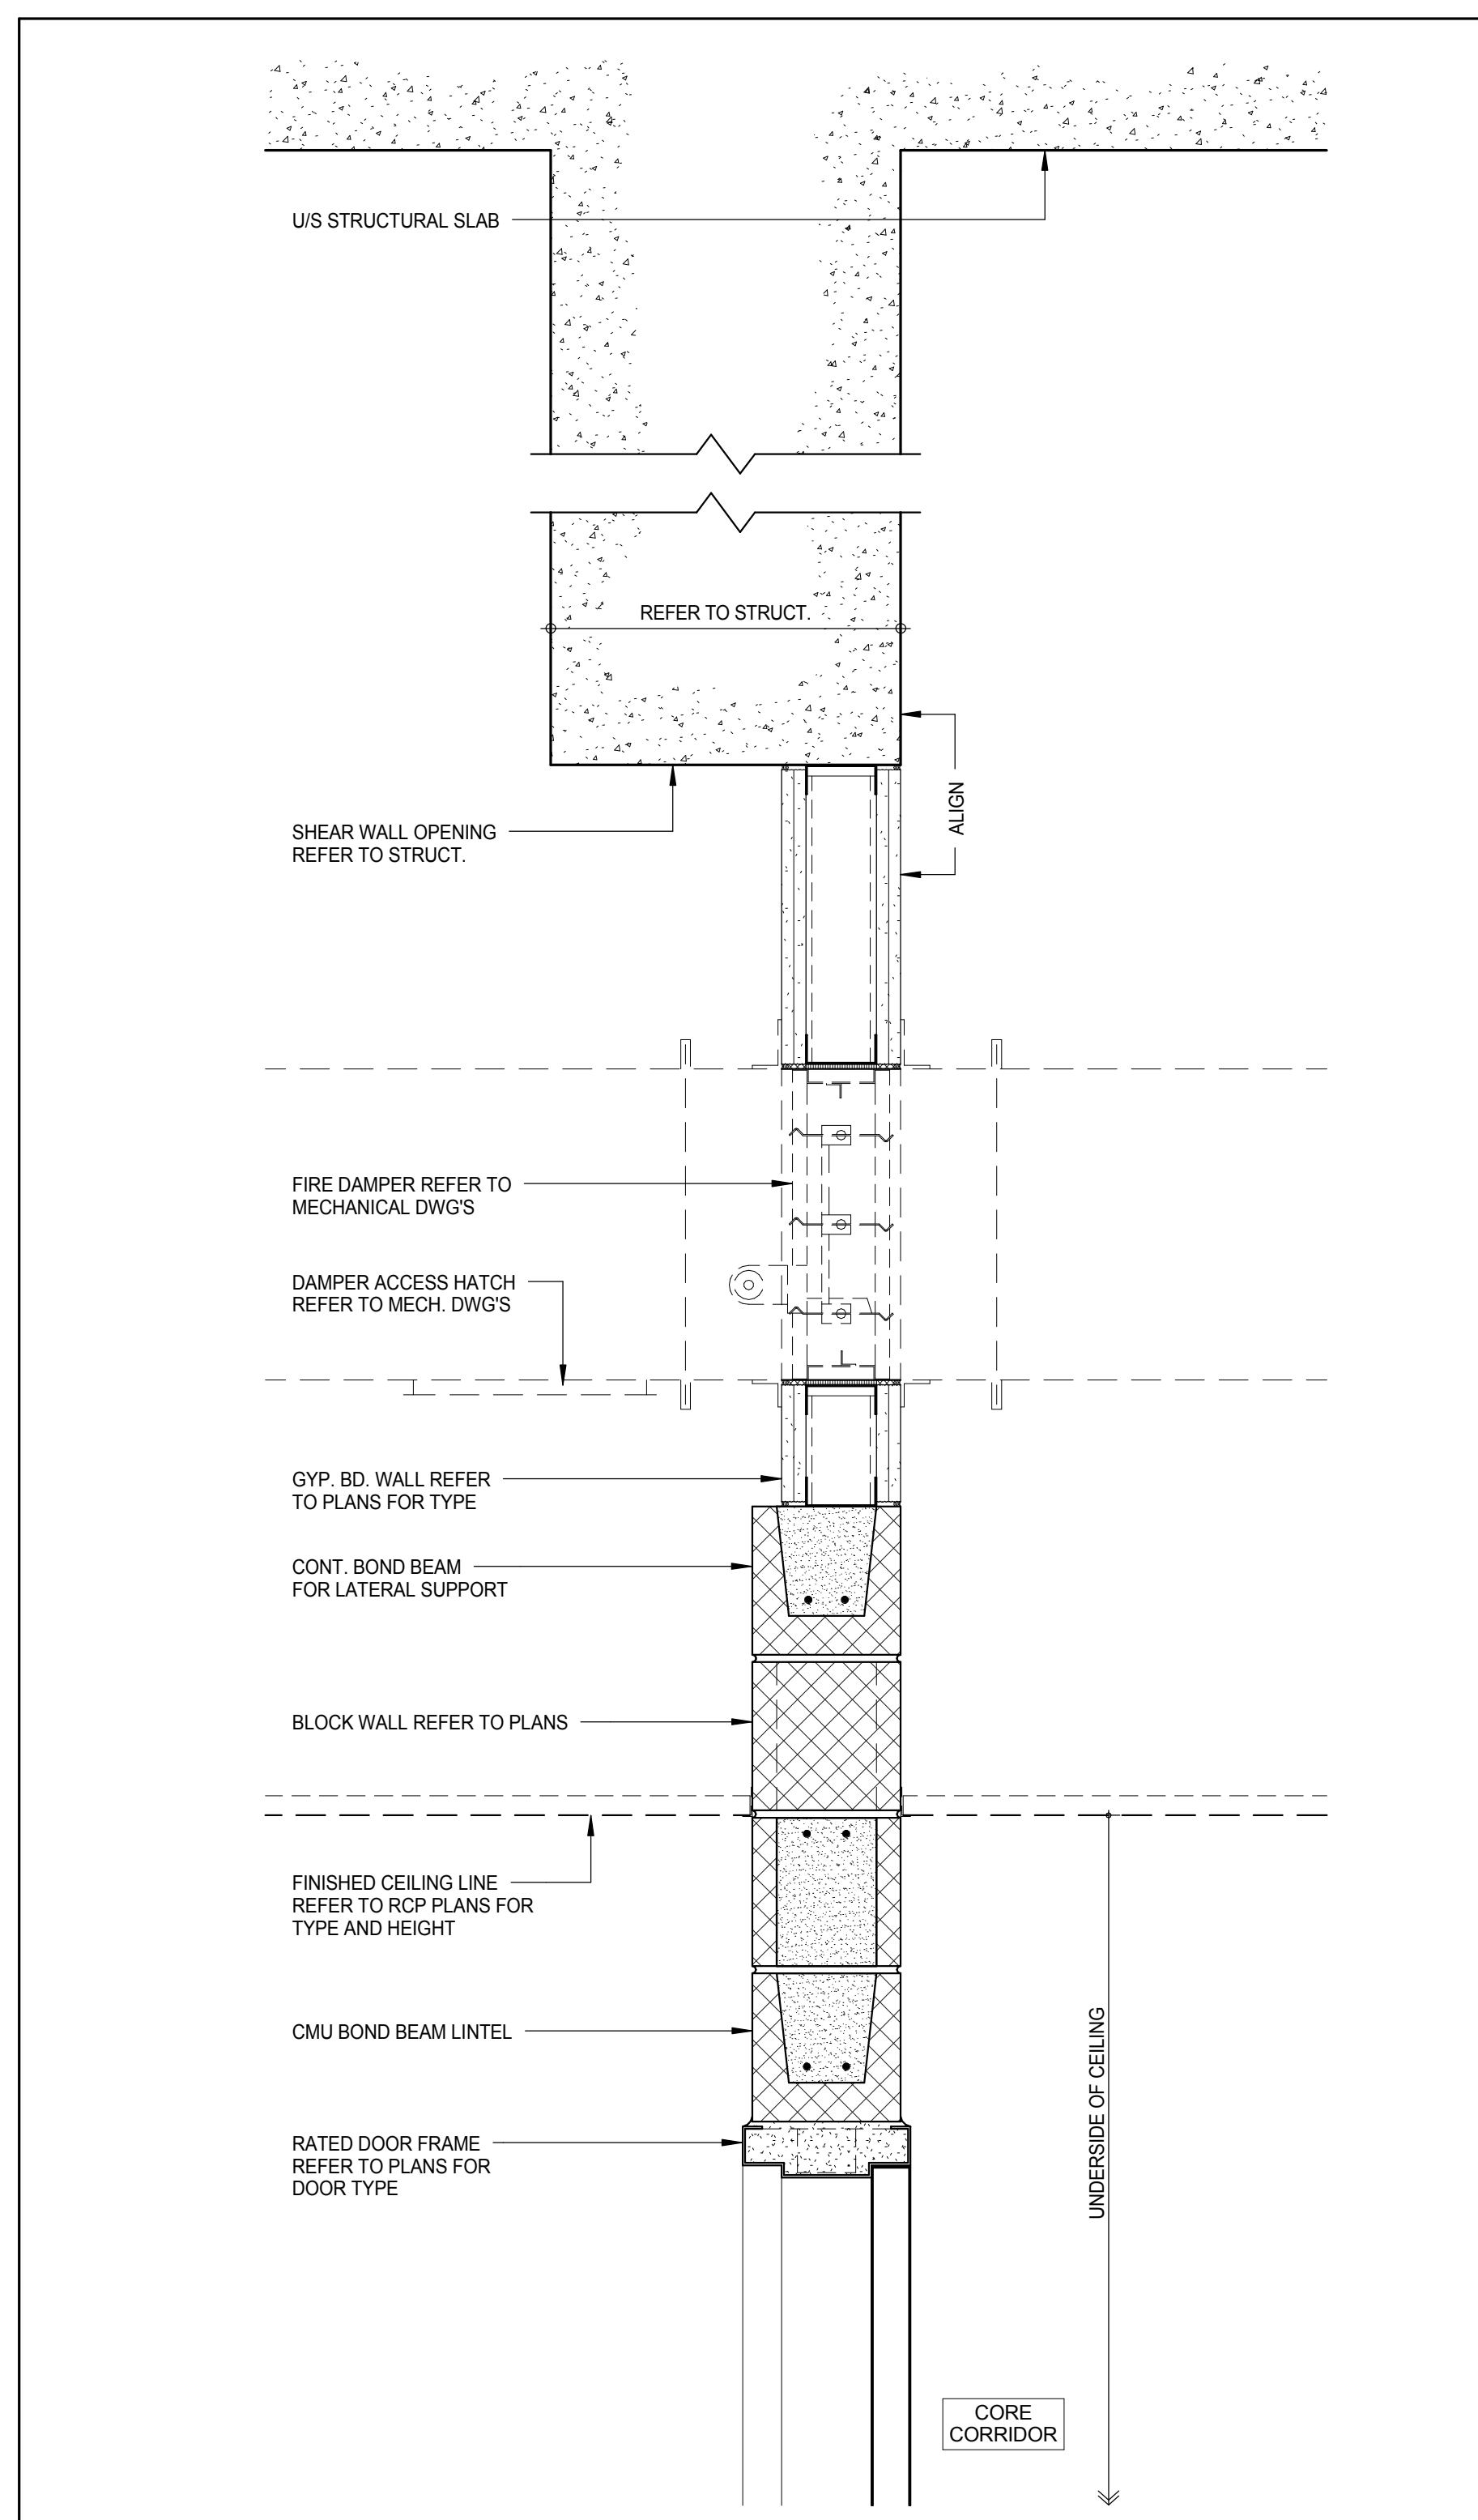 U/S STRUCTURAL SLAB
REFER TO STRUCT.
ALIGN
SHEAR WALL OPENING
REFER TO STRUCT.
FIRE DAMPER REFER TO
MECHANICAL DWG'S
DAMPER ACCESS HATCH
REFER TO MECH. DWG'S
GYP. BD. WALL REFER
TO PLANS FOR TYPE
CONT. BOND BEAM
FOR LATERAL SUPPORT
BLOCK WALL REFER TO PLANS
FINISHED CEILING LINE
REFER TO RCP PLANS FOR
TYPE AND HEIGHT
CMU BOND BEAM LINTEL
UNDERSIDE OF CEILING
RATED DOOR FRAME
REFER TO PLANS FOR
DOOR TYPE
CORE
CORRIDOR